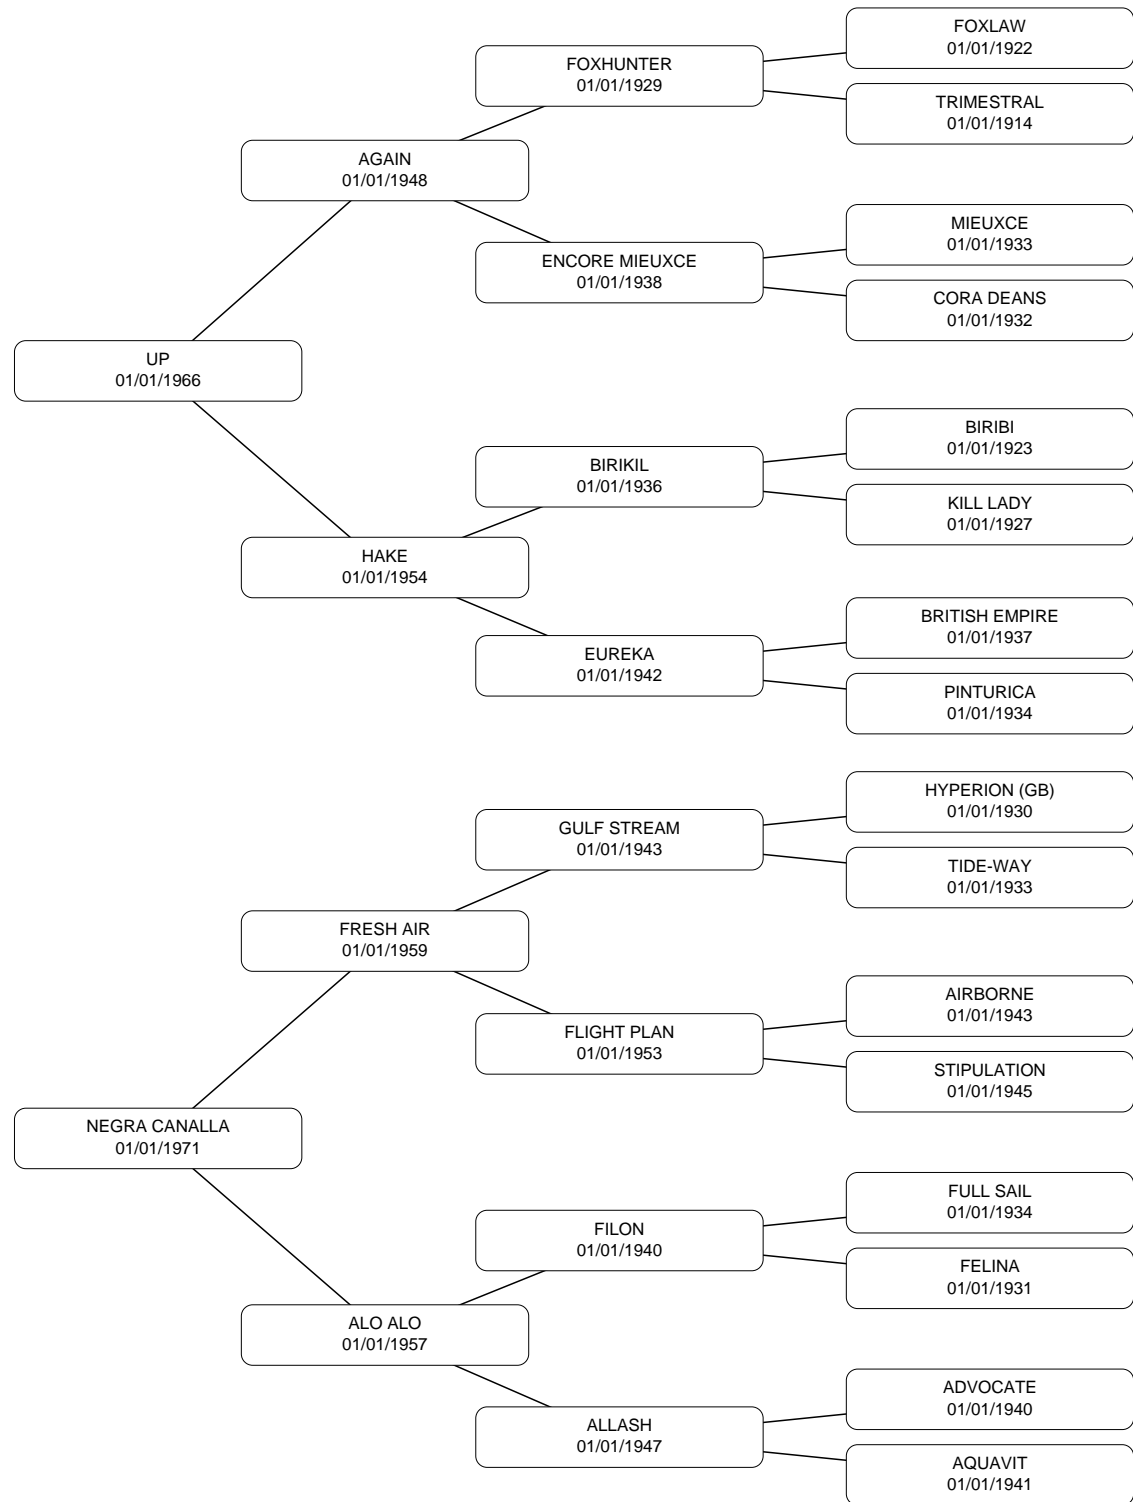 FOXLAW
01/01/1922
FOXHUNTER
01/01/1929
TRIMESTRAL
01/01/1914
AGAIN
01/01/1948
MIEUXCE
01/01/1933
ENCORE MIEUXCE
01/01/1938
CORA DEANS
01/01/1932
UP
01/01/1966
BIRIBI
01/01/1923
BIRIKIL
01/01/1936
KILL LADY
01/01/1927
HAKE
01/01/1954
BRITISH EMPIRE
01/01/1937
EUREKA
01/01/1942
PINTURICA
01/01/1934
HYPERION (GB)
01/01/1930
GULF STREAM
01/01/1943
TIDE-WAY
01/01/1933
FRESH AIR
01/01/1959
AIRBORNE
01/01/1943
FLIGHT PLAN
01/01/1953
STIPULATION
01/01/1945
NEGRA CANALLA
01/01/1971
FULL SAIL
01/01/1934
FILON
01/01/1940
FELINA
01/01/1931
ALO ALO
01/01/1957
ADVOCATE
01/01/1940
ALLASH
01/01/1947
AQUAVIT
01/01/1941